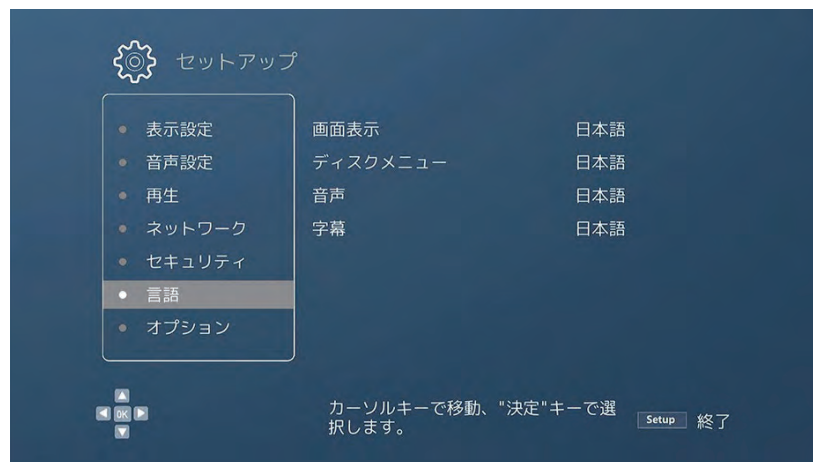 セットアップ
表示設定 画面表示 日本語
音声設定 ディスクメニュー 日本語
再生 音声 日本語
ネットワーク 字幕 日本語
セキュリティ
言語
オプション
OK
カーソルキーで移動、"決定"キーで選
択します。
Setup 終了